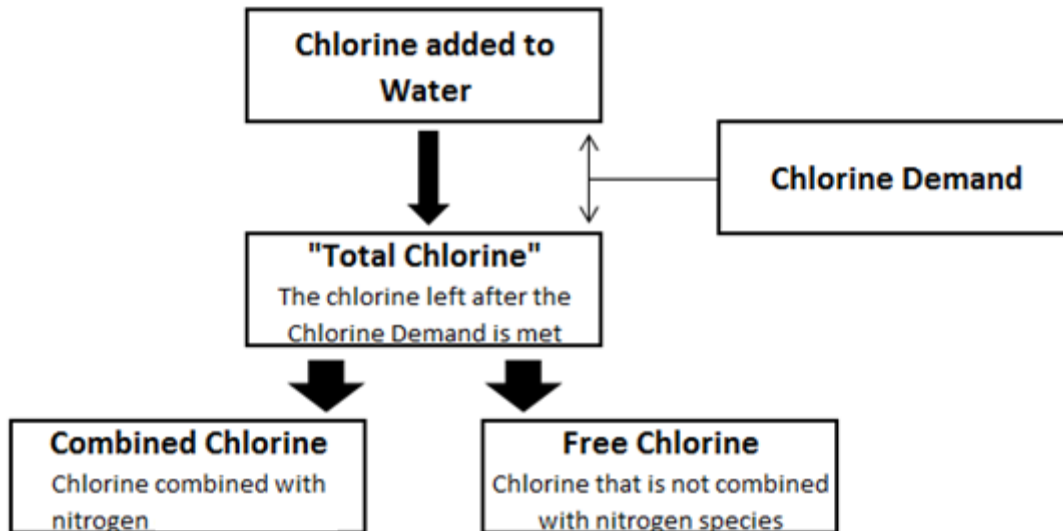 Chlorine added to
Water
Chlorine Demand
"Total Chlorine"
The chlorine left after the
Chlorine Demand is met
Combined Chlorine
Chlorine combined with
nitrogen
Free Chlorine
Chlorine that is not combined
with nitrogen species